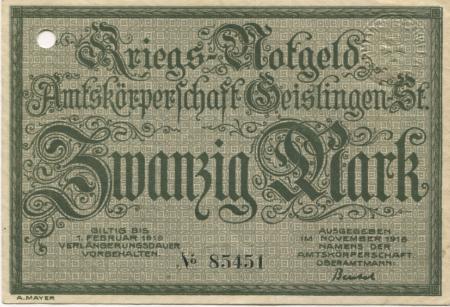 Kriegs-Notgeld
Amtskörperschaft Geislingen-St.
Zwanzig Mark
GILTIG BIS
1. FEBRUAR 1919
VERLÄNGERUNGSDAUER
VORBEHALTEN
No 85451
AUSGEGEBEN
IM NOVEMBER 1918
NAMENS DER
AMTSKÖRPERSCHAFT
OBERAMTMANN:
A. MAYER